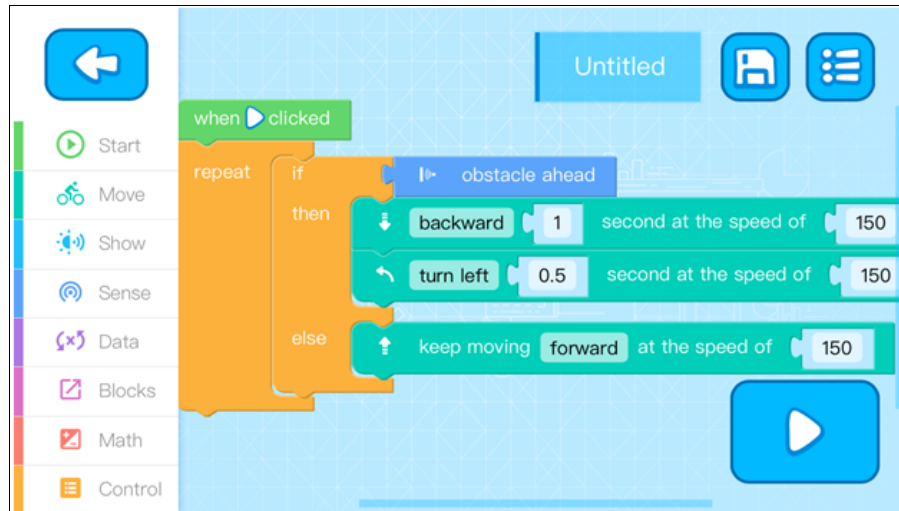 Untitled
when clicked
repeat if obstacle ahead
then backward 1 second at the speed of 150
turn left 0.5 second at the speed of 150
else keep moving forward at the speed of 150
Start
Move
Show
Sense
Data
Blocks
Math
Control